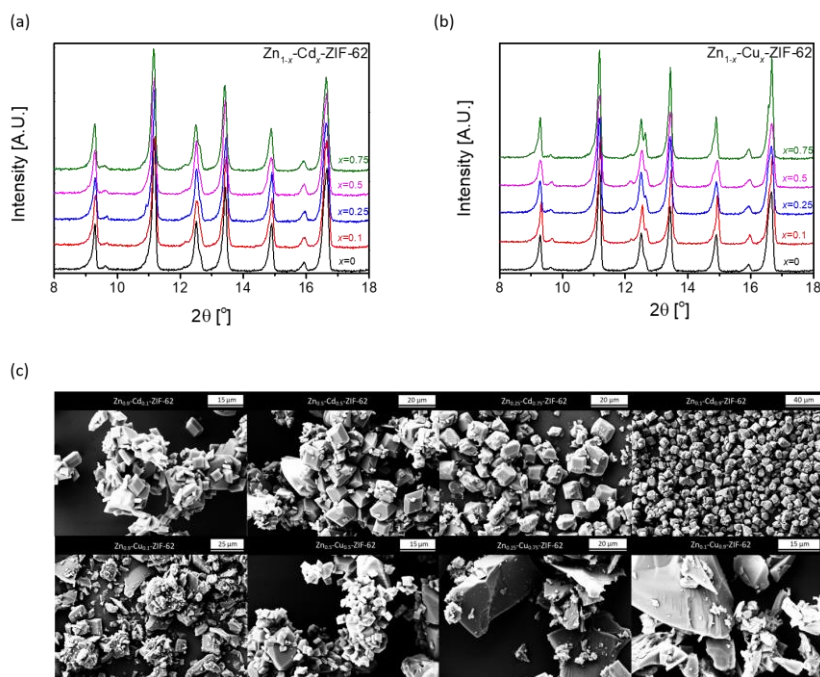 (a)
Zn1-x-Cdx-ZIF-62
Intensity [A.U.]
x=0.75
x=0.5
x=0.25
x=0.1
x=0
8 10 12 14 16 18
2θ [°]
(b)
Zn1-x-Cux-ZIF-62
Intensity [A.U.]
x=0.75
x=0.5
x=0.25
x=0.1
x=0
8 10 12 14 16 18
2θ [°]
(c)
Zn0.9-Cd0.1-ZIF-62 15 µm
Zn0.5-Cd0.5-ZIF-62 20 µm
Zn0.25-Cd0.75-ZIF-62 20 µm
Zn0.1-Cd0.9-ZIF-62 40 µm
Zn0.9-Cu0.1-ZIF-62 25 µm
Zn0.5-Cu0.5-ZIF-62 15 µm
Zn0.25-Cu0.75-ZIF-62 20 µm
Zn0.1-Cu0.9-ZIF-62 15 µm